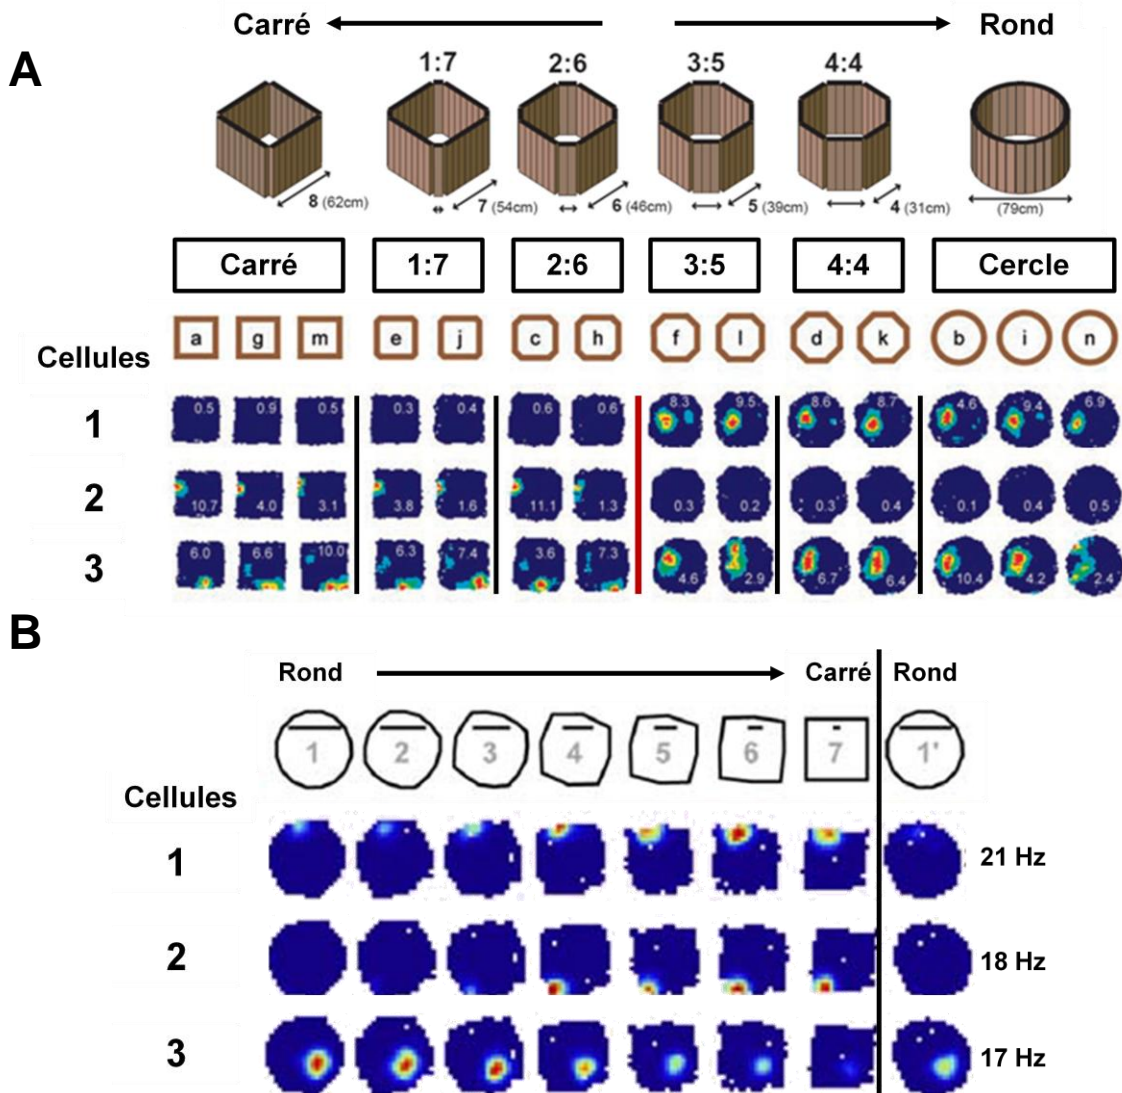 Carré Rond
A
1:7 2:6 3:5 4:4
8 (62cm) 7 (54cm) 6 (46cm) 5 (39cm) 4 (31cm) (79cm)
Carré 1:7 2:6 3:5 4:4 Cercle
Cellules a g m e j c h f l d k b i n
1 0.5 0.9 0.5 0.3 0.4 0.6 0.6 8.3 9.5 8.6 8.7 4.6 9.4 6.9
2 10.7 4.0 3.1 3.8 1.6 11.1 1.3 0.3 0.2 0.3 0.4 0.1 0.4 0.5
3 6.0 6.6 10.0 6.3 7.4 3.6 7.3 4.6 2.9 6.7 6.4 10.4 4.2 2.4
B
Rond Carré Rond
1 2 3 4 5 6 7 1'
Cellules
1 21 Hz
2 18 Hz
3 17 Hz